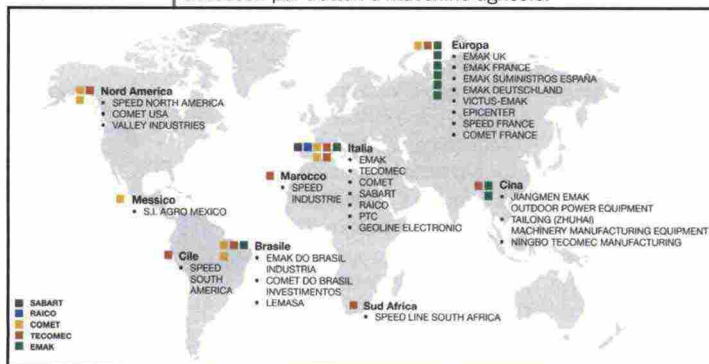 Nord America
• SPEED NORTH AMERICA
• COMET USA
• VALLEY INDUSTRIES
Messico
• S.I. AGRO MEXICO
Cile
• SPEED
SOUTH
AMERICA
Brasile
• EMAK DO BRASIL
INDUSTRIA
• COMET DO BRASIL
INVESTIMENTOS
• LEMASA
Marocco
• SPEED
INDUSTRIE
Italia
• EMAK
• TECOMEC
• COMET
• SABART
• RAICO
• PTC
• GEOLINE ELECTRONIC
Europa
• EMAK UK
• EMAK FRANCE
• EMAK SUMINISTROS ESPAÑA
• EMAK DEUTSCHLAND
• VICTUS-EMAK
• EPICENTER
• SPEED FRANCE
• COMET FRANCE
Cina
• JIANGMEN EMAK
OUTDOOR POWER EQUIPMENT
• TAILONG (ZHUHAI)
MACHINERY MANUFACTURING EQUIPMENT
• NINGBO TECOMEC MANUFACTURING
Sud Africa
• SPEED LINE SOUTH AFRICA
SABART
RAICO
COMET
TECOMEC
EMAK